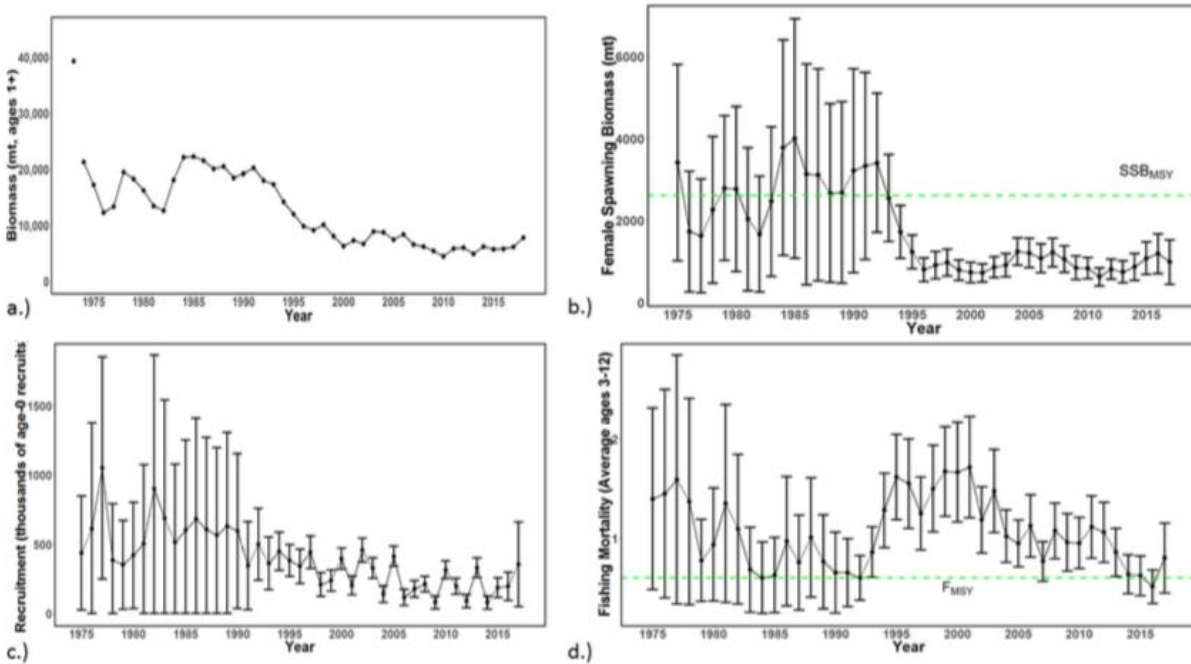 Biomass (mt, ages 1+)
40,000
30,000
20,000
10,000
0
1975 1980 1985 1990 1995 2000 2005 2010 2015
Year
a.)
Female Spawning Biomass (mt)
6000
4000
2000
0
SSBMSY
1975 1980 1985 1990 1995 2000 2005 2010 2015
Year
b.)
Recruitment (thousands of age-0 recruits
1500
1000
500
0
1975 1980 1985 1990 1995 2000 2005 2010 2015
Year
c.)
Fishing Mortality (Average ages 3-12)
2
1
FMSY
1975 1980 1985 1990 1995 2000 2005 2010 2015
Year
d.)